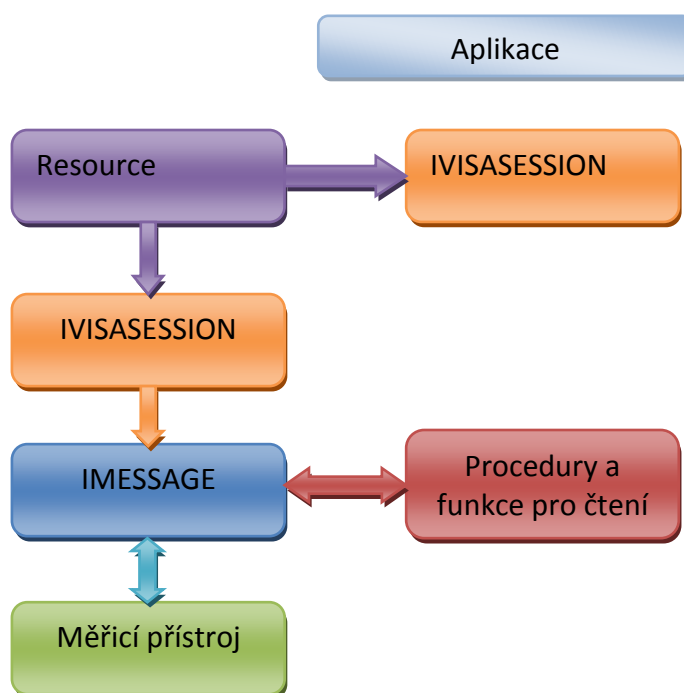 Aplikace
Resource
IVISASESSION
IVISASESSION
IMESSAGE
Procedury a
funkce pro čtení
Měřicí přístroj